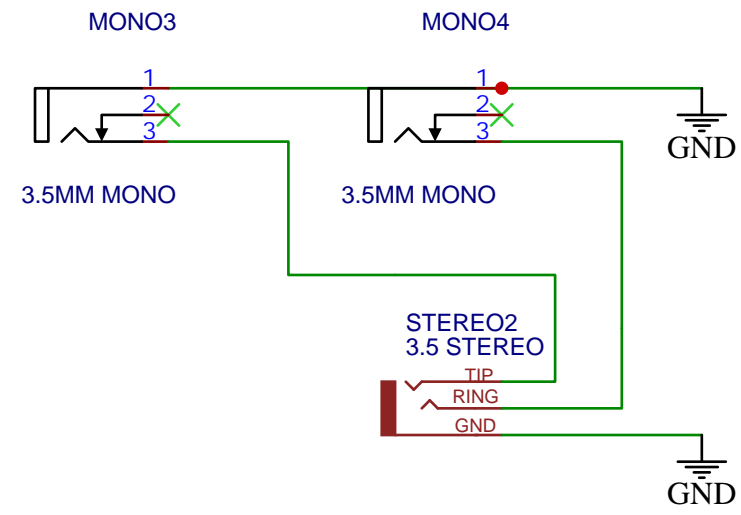 MONO3 MONO4
1 1
2 2
3 3
GND
3.5MM MONO 3.5MM MONO
STEREO2
3.5 STEREO
TIP
RING
GND
GND